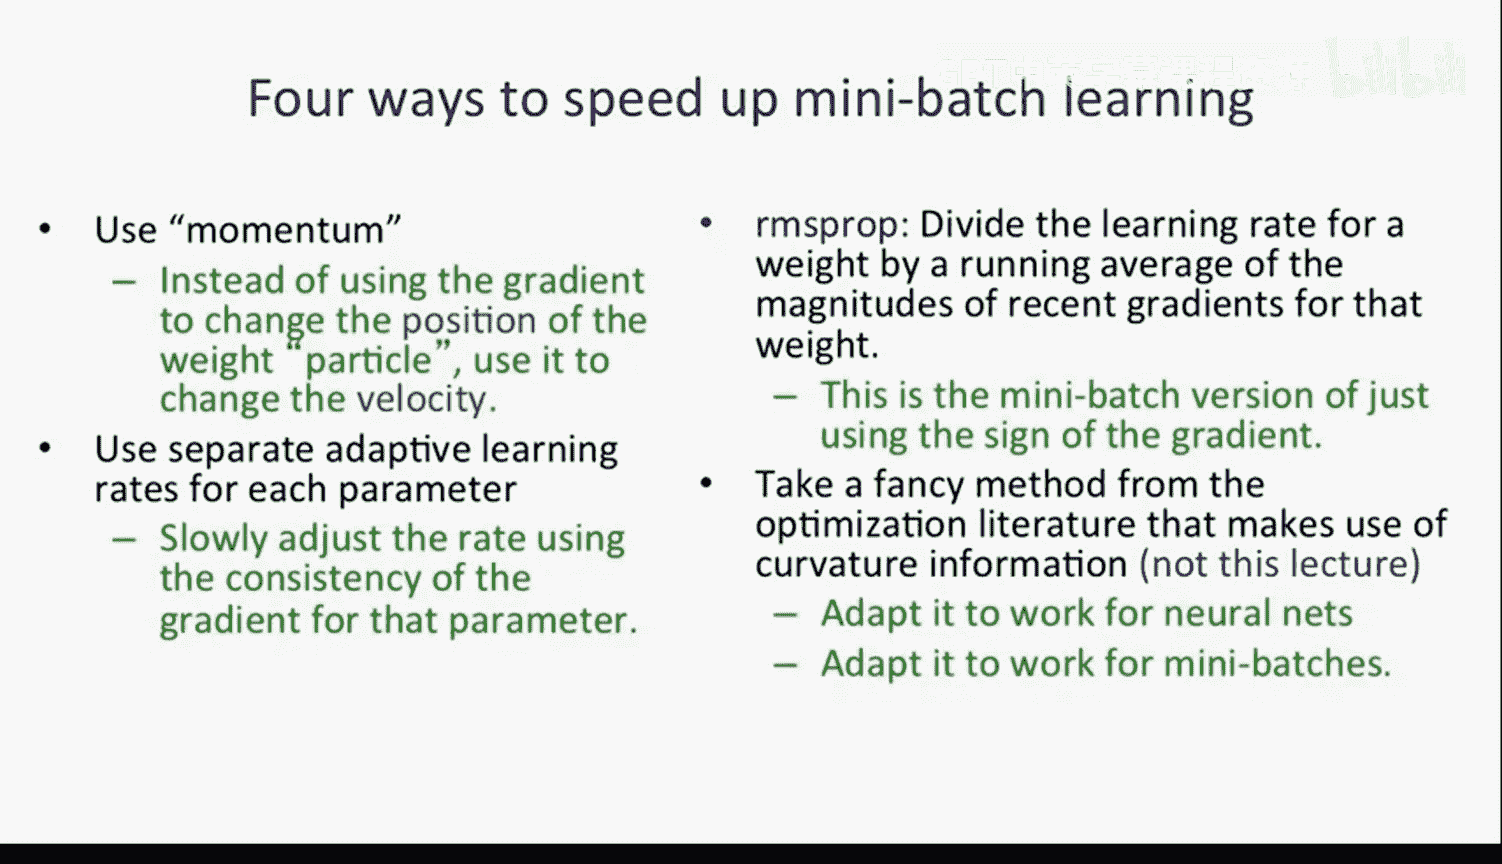 Four ways to speed up mini-batch learning
• Use “momentum”
– Instead of using the gradient
to change the position of the
weight “particle”, use it to
change the velocity.
• Use separate adaptive learning
rates for each parameter
– Slowly adjust the rate using
the consistency of the
gradient for that parameter.
• rmsprop: Divide the learning rate for a
weight by a running average of the
magnitudes of recent gradients for that
weight.
– This is the mini-batch version of just
using the sign of the gradient.
• Take a fancy method from the
optimization literature that makes use of
curvature information (not this lecture)
– Adapt it to work for neural nets
– Adapt it to work for mini-batches.
bilibili